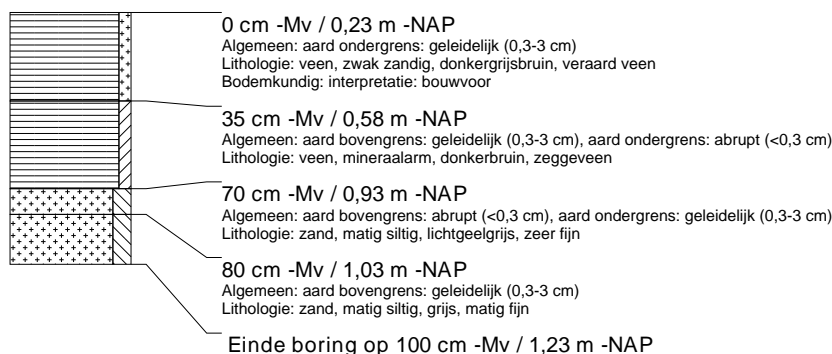 0 cm -Mv / 0,23 m -NAP
Algemeen: aard ondergrens: geleidelijk (0,3-3 cm)
Lithologie: veen, zwak zandig, donkergrijsbruin, veraard veen
Bodemkundig: interpretatie: bouwvoor
35 cm -Mv / 0,58 m -NAP
Algemeen: aard bovengrens: geleidelijk (0,3-3 cm), aard ondergrens: abrupt (<0,3 cm)
Lithologie: veen, mineraalarm, donkerbruin, zeggeveen
70 cm -Mv / 0,93 m -NAP
Algemeen: aard bovengrens: abrupt (<0,3 cm), aard ondergrens: geleidelijk (0,3-3 cm)
Lithologie: zand, matig siltig, lichtgeelgrijs, zeer fijn
80 cm -Mv / 1,03 m -NAP
Algemeen: aard bovengrens: geleidelijk (0,3-3 cm)
Lithologie: zand, matig siltig, grijs, matig fijn
Einde boring op 100 cm -Mv / 1,23 m -NAP